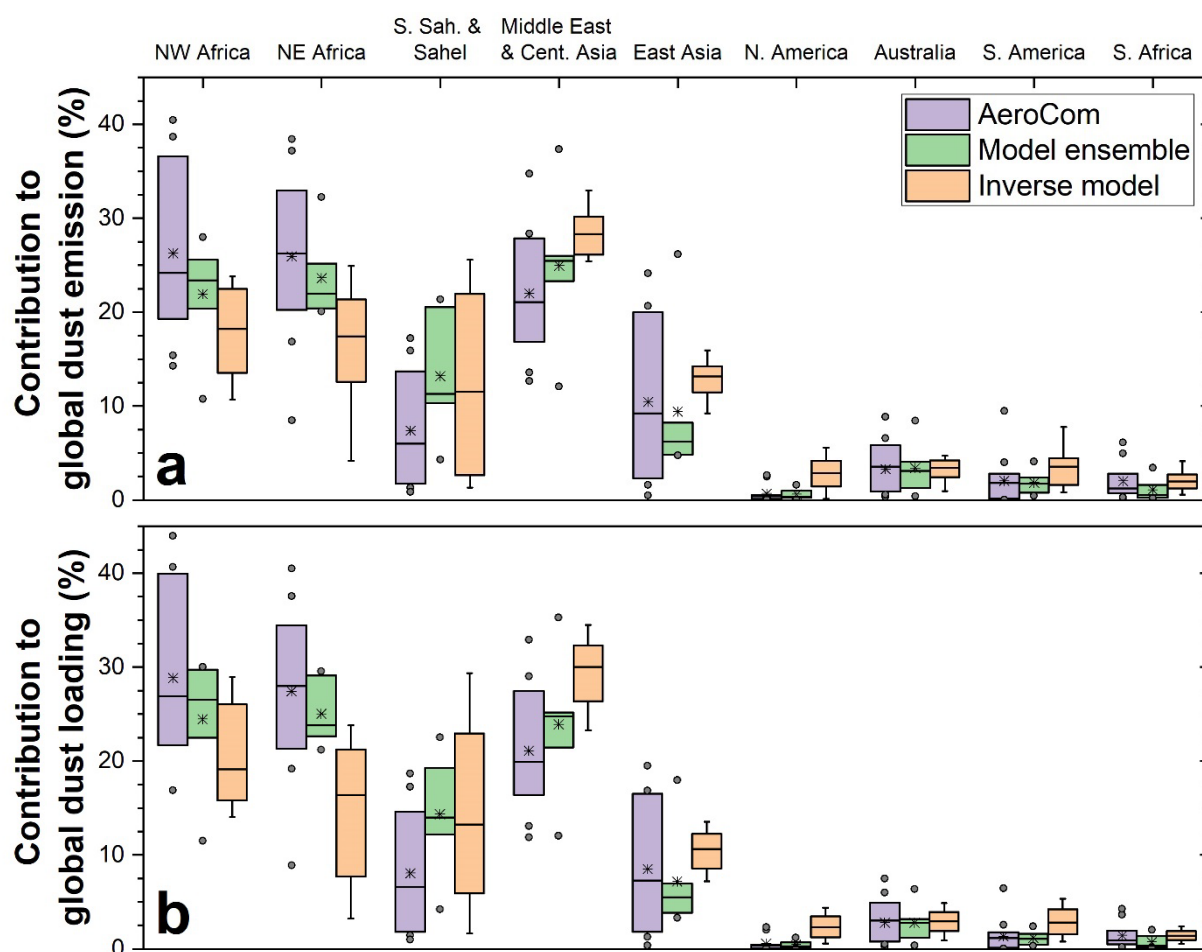 S. Sah. & Middle East
NW Africa NE Africa Sahel & Cent. Asia East Asia N. America Australia S. America S. Africa
Contribution to
global dust emission (%)
40
30
20
10
0
AeroCom
Model ensemble
Inverse model
a
Contribution to
global dust loading (%)
40
30
20
10
0
b